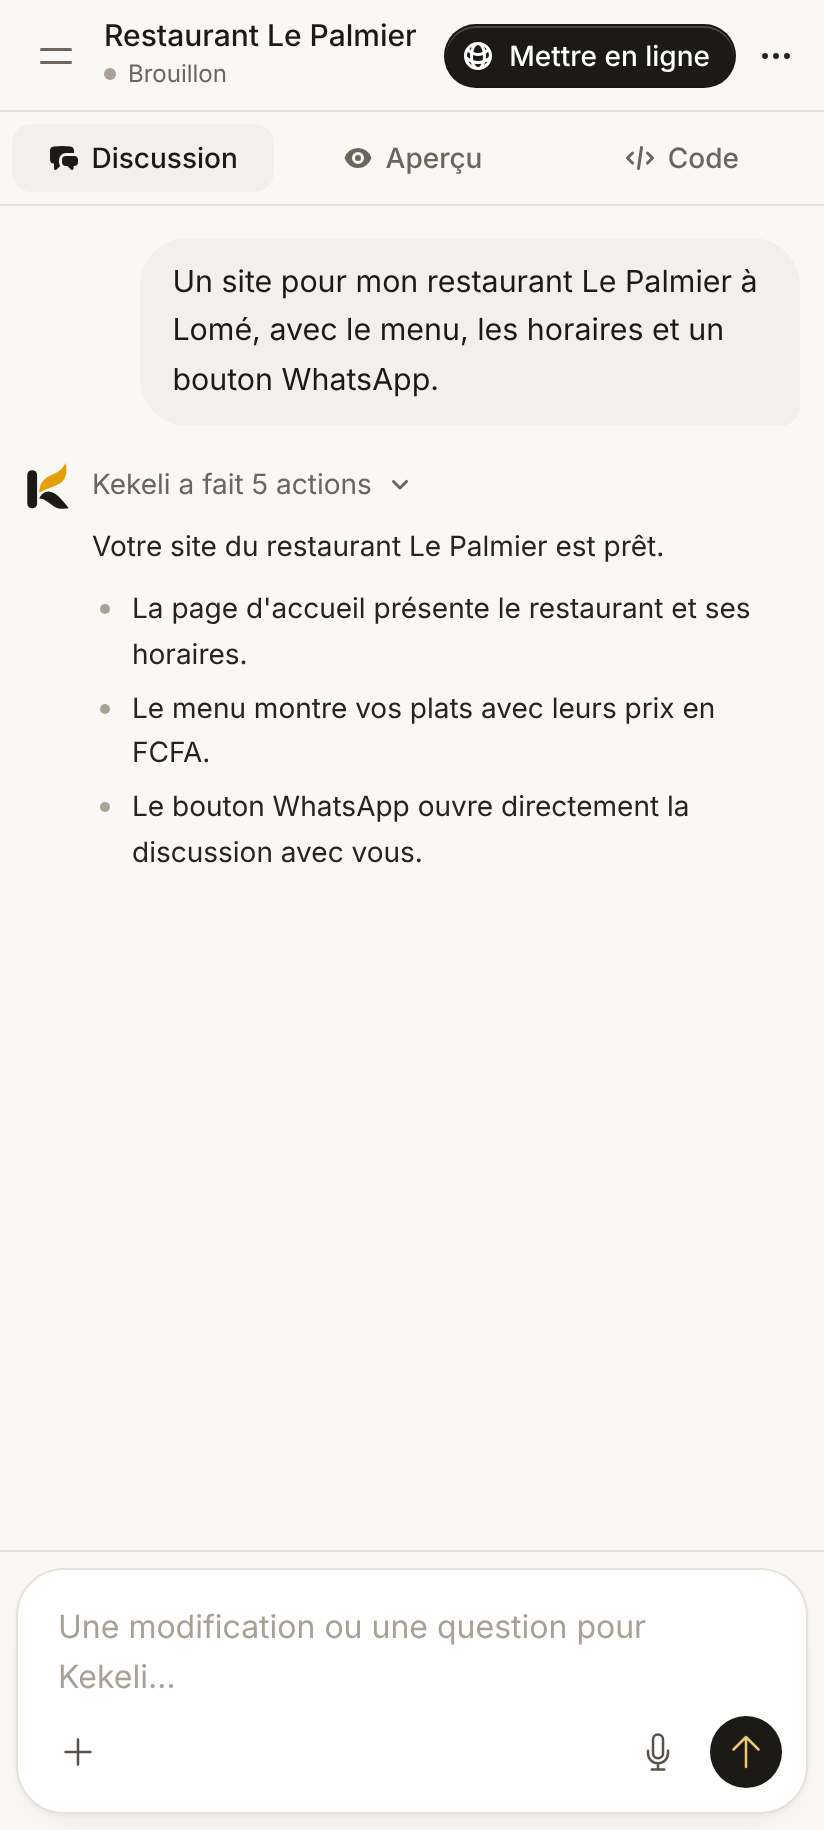 Restaurant Le Palmier
Brouillon
Mettre en ligne
Discussion
Aperçu
Code
Un site pour mon restaurant Le Palmier à
Lomé, avec le menu, les horaires et un
bouton WhatsApp.
Kekeli a fait 5 actions
Votre site du restaurant Le Palmier est prêt.
La page d'accueil présente le restaurant et ses
horaires.
Le menu montre vos plats avec leurs prix en
FCFA.
Le bouton WhatsApp ouvre directement la
discussion avec vous.
Une modification ou une question pour
Kekeli...